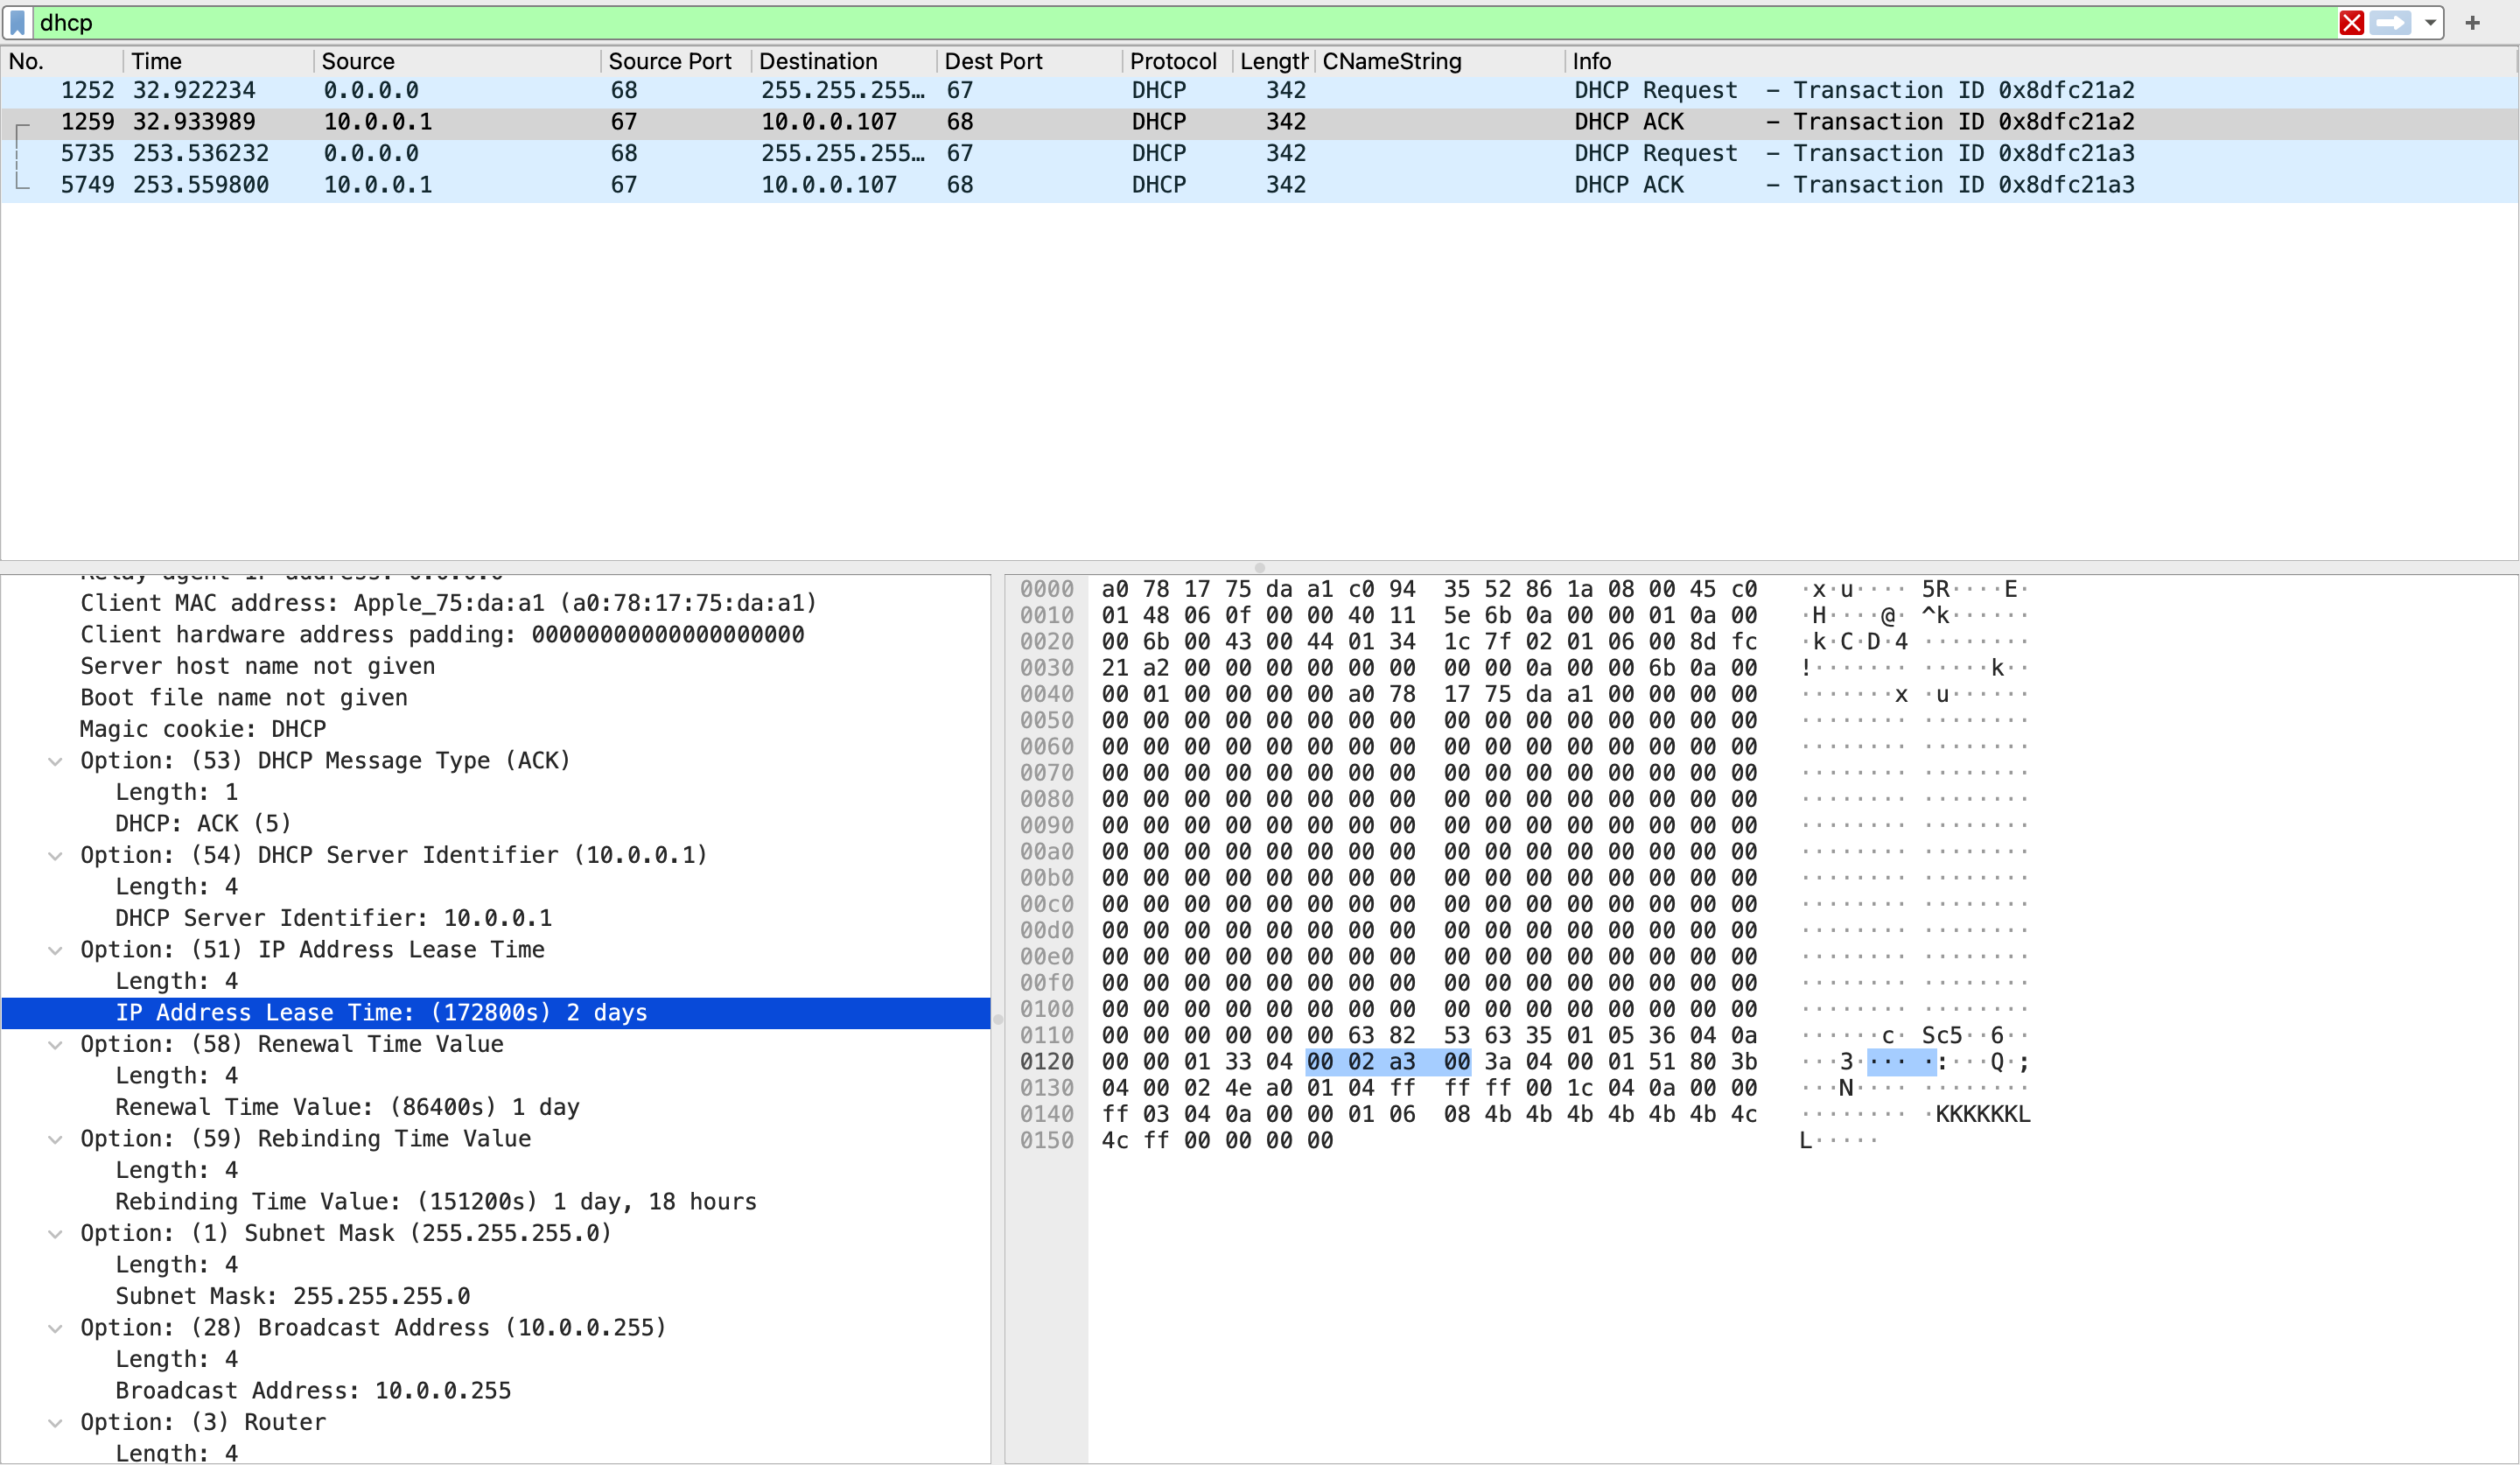 dhcp
No. Time Source Source Port Destination Dest Port Protocol Length CNameString Info
1252 32.922234 0.0.0.0 68 255.255.255… 67 DHCP 342 DHCP Request – Transaction ID 0x8dfc21a2
1259 32.933989 10.0.0.1 67 10.0.0.107 68 DHCP 342 DHCP ACK – Transaction ID 0x8dfc21a2
5735 253.536232 0.0.0.0 68 255.255.255… 67 DHCP 342 DHCP Request – Transaction ID 0x8dfc21a3
5749 253.559800 10.0.0.1 67 10.0.0.107 68 DHCP 342 DHCP ACK – Transaction ID 0x8dfc21a3
Relay agent IP address: 0.0.0.0
Client MAC address: Apple_75:da:a1 (a0:78:17:75:da:a1)
Client hardware address padding: 00000000000000000000
Server host name not given
Boot file name not given
Magic cookie: DHCP
Option: (53) DHCP Message Type (ACK)
Length: 1
DHCP: ACK (5)
Option: (54) DHCP Server Identifier (10.0.0.1)
Length: 4
DHCP Server Identifier: 10.0.0.1
Option: (51) IP Address Lease Time
Length: 4
IP Address Lease Time: (172800s) 2 days
Option: (58) Renewal Time Value
Length: 4
Renewal Time Value: (86400s) 1 day
Option: (59) Rebinding Time Value
Length: 4
Rebinding Time Value: (151200s) 1 day, 18 hours
Option: (1) Subnet Mask (255.255.255.0)
Length: 4
Subnet Mask: 255.255.255.0
Option: (28) Broadcast Address (10.0.0.255)
Length: 4
Broadcast Address: 10.0.0.255
Option: (3) Router
Length: 4
0000 a0 78 17 75 da a1 c0 94 35 52 86 1a 08 00 45 c0 ·x·u···· 5R····E·
0010 01 48 06 0f 00 00 40 11 5e 6b 0a 00 00 01 0a 00 ·H····@· ^k······
0020 00 6b 00 43 00 44 01 34 1c 7f 02 01 06 00 8d fc ·k·C·D·4 ········
0030 21 a2 00 00 00 00 00 00 00 00 0a 00 00 6b 0a 00 !······· ·····k··
0040 00 01 00 00 00 00 a0 78 17 75 da a1 00 00 00 00 ·······x ·u······
0050 00 00 00 00 00 00 00 00 00 00 00 00 00 00 00 00 ········ ········
0060 00 00 00 00 00 00 00 00 00 00 00 00 00 00 00 00 ········ ········
0070 00 00 00 00 00 00 00 00 00 00 00 00 00 00 00 00 ········ ········
0080 00 00 00 00 00 00 00 00 00 00 00 00 00 00 00 00 ········ ········
0090 00 00 00 00 00 00 00 00 00 00 00 00 00 00 00 00 ········ ········
00a0 00 00 00 00 00 00 00 00 00 00 00 00 00 00 00 00 ········ ········
00b0 00 00 00 00 00 00 00 00 00 00 00 00 00 00 00 00 ········ ········
00c0 00 00 00 00 00 00 00 00 00 00 00 00 00 00 00 00 ········ ········
00d0 00 00 00 00 00 00 00 00 00 00 00 00 00 00 00 00 ········ ········
00e0 00 00 00 00 00 00 00 00 00 00 00 00 00 00 00 00 ········ ········
00f0 00 00 00 00 00 00 00 00 00 00 00 00 00 00 00 00 ········ ········
0100 00 00 00 00 00 00 00 00 00 00 00 00 00 00 00 00 ········ ········
0110 00 00 00 00 00 00 63 82 53 63 35 01 05 36 04 0a ······c· Sc5··6··
0120 00 00 01 33 04 00 02 a3 00 3a 04 00 01 51 80 3b ···3···· ·:···Q·;
0130 04 00 02 4e a0 01 04 ff ff ff 00 1c 04 0a 00 00 ···N···· ········
0140 ff 03 04 0a 00 00 01 06 08 4b 4b 4b 4b 4b 4b 4c ········ ·KKKKKKL
0150 4c ff 00 00 00 00 L·····